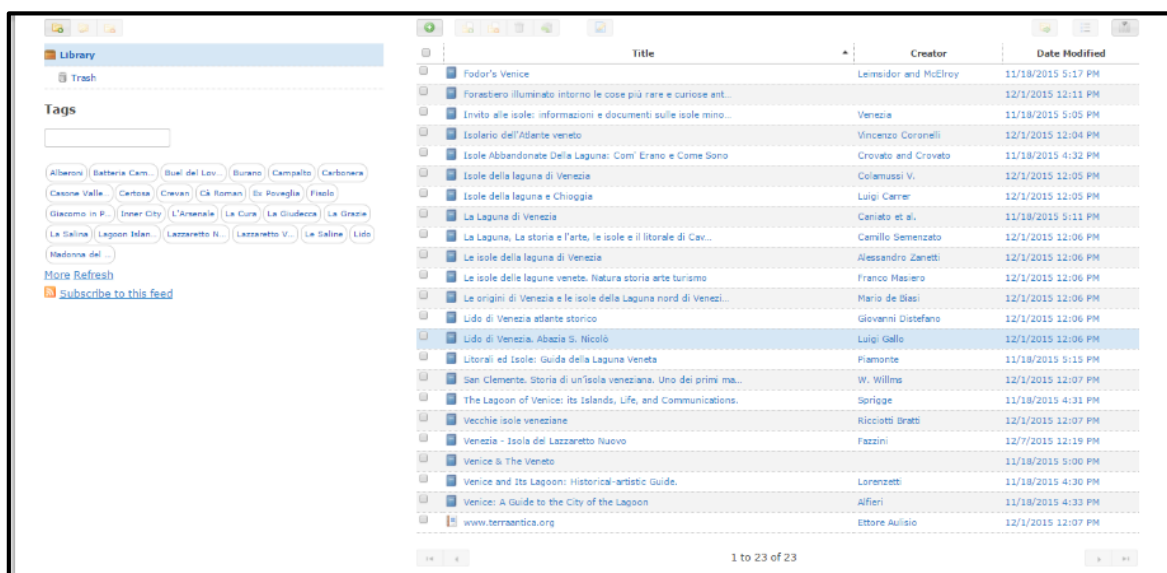 Library
Trash
Tags
Alberoni Batteria Cam... Buel del Lov... Burano Campalto Carbonera
Casone Valle... Certosa Crevan Cà Roman Ex Poveglia Fisolo
Giacomo in P... Inner City L'Arsenale La Cura La Giudecca La Grazie
La Salina Lagoon Islan... Lazzaretto N... Lazzaretto V... Le Saline Lido
Madonna del ...
More Refresh
Subscribe to this feed
Title Creator Date Modified
Fodor's Venice Leimsidor and McElroy 11/18/2015 5:17 PM
Forastiero illuminato intorno le cose più rare e curiose ant... 12/1/2015 12:11 PM
Invito alle isole: informazioni e documenti sulle isole mino... Venezia 11/18/2015 5:05 PM
Isolario dell'Atlante veneto Vincenzo Coronelli 12/1/2015 12:04 PM
Isole Abbandonate Della Laguna: Com' Erano e Come Sono Crovato and Crovato 11/18/2015 4:32 PM
Isole della laguna di Venezia Colamussi V. 12/1/2015 12:05 PM
Isole della laguna e Chioggia Luigi Carrer 12/1/2015 12:05 PM
La Laguna di Venezia Caniato et al. 11/18/2015 5:11 PM
La Laguna, La storia e l'arte, le isole e il litorale di Cav... Camillo Semenzato 12/1/2015 12:06 PM
Le isole della laguna di Venezia Alessandro Zanetti 12/1/2015 12:06 PM
Le isole delle lagune venete. Natura storia arte turismo Franco Masiero 12/1/2015 12:06 PM
Le origini di Venezia e le isole della Laguna nord di Venezi... Mario de Biasi 12/1/2015 12:06 PM
Lido di Venezia atlante storico Giovanni Distefano 12/1/2015 12:06 PM
Lido di Venezia. Abazia S. Nicolò Luigi Gallo 12/1/2015 12:06 PM
Litorali ed Isole: Guida della Laguna Veneta Piamonte 11/18/2015 5:15 PM
San Clemente. Storia di un'isola veneziana. Uno dei primi ma... W. Willms 12/1/2015 12:07 PM
The Lagoon of Venice: its Islands, Life, and Communications. Sprigge 11/18/2015 4:31 PM
Vecchie isole veneziane Ricciotti Bratti 12/1/2015 12:07 PM
Venezia - Isola del Lazzaretto Nuovo Fazzini 12/7/2015 12:19 PM
Venice & The Veneto 11/18/2015 5:00 PM
Venice and Its Lagoon: Historical-artistic Guide. Lorenzetti 11/18/2015 4:30 PM
Venice: A Guide to the City of the Lagoon Alfieri 11/18/2015 4:33 PM
www.terraantica.org Ettore Aulisio 12/1/2015 12:07 PM
1 to 23 of 23